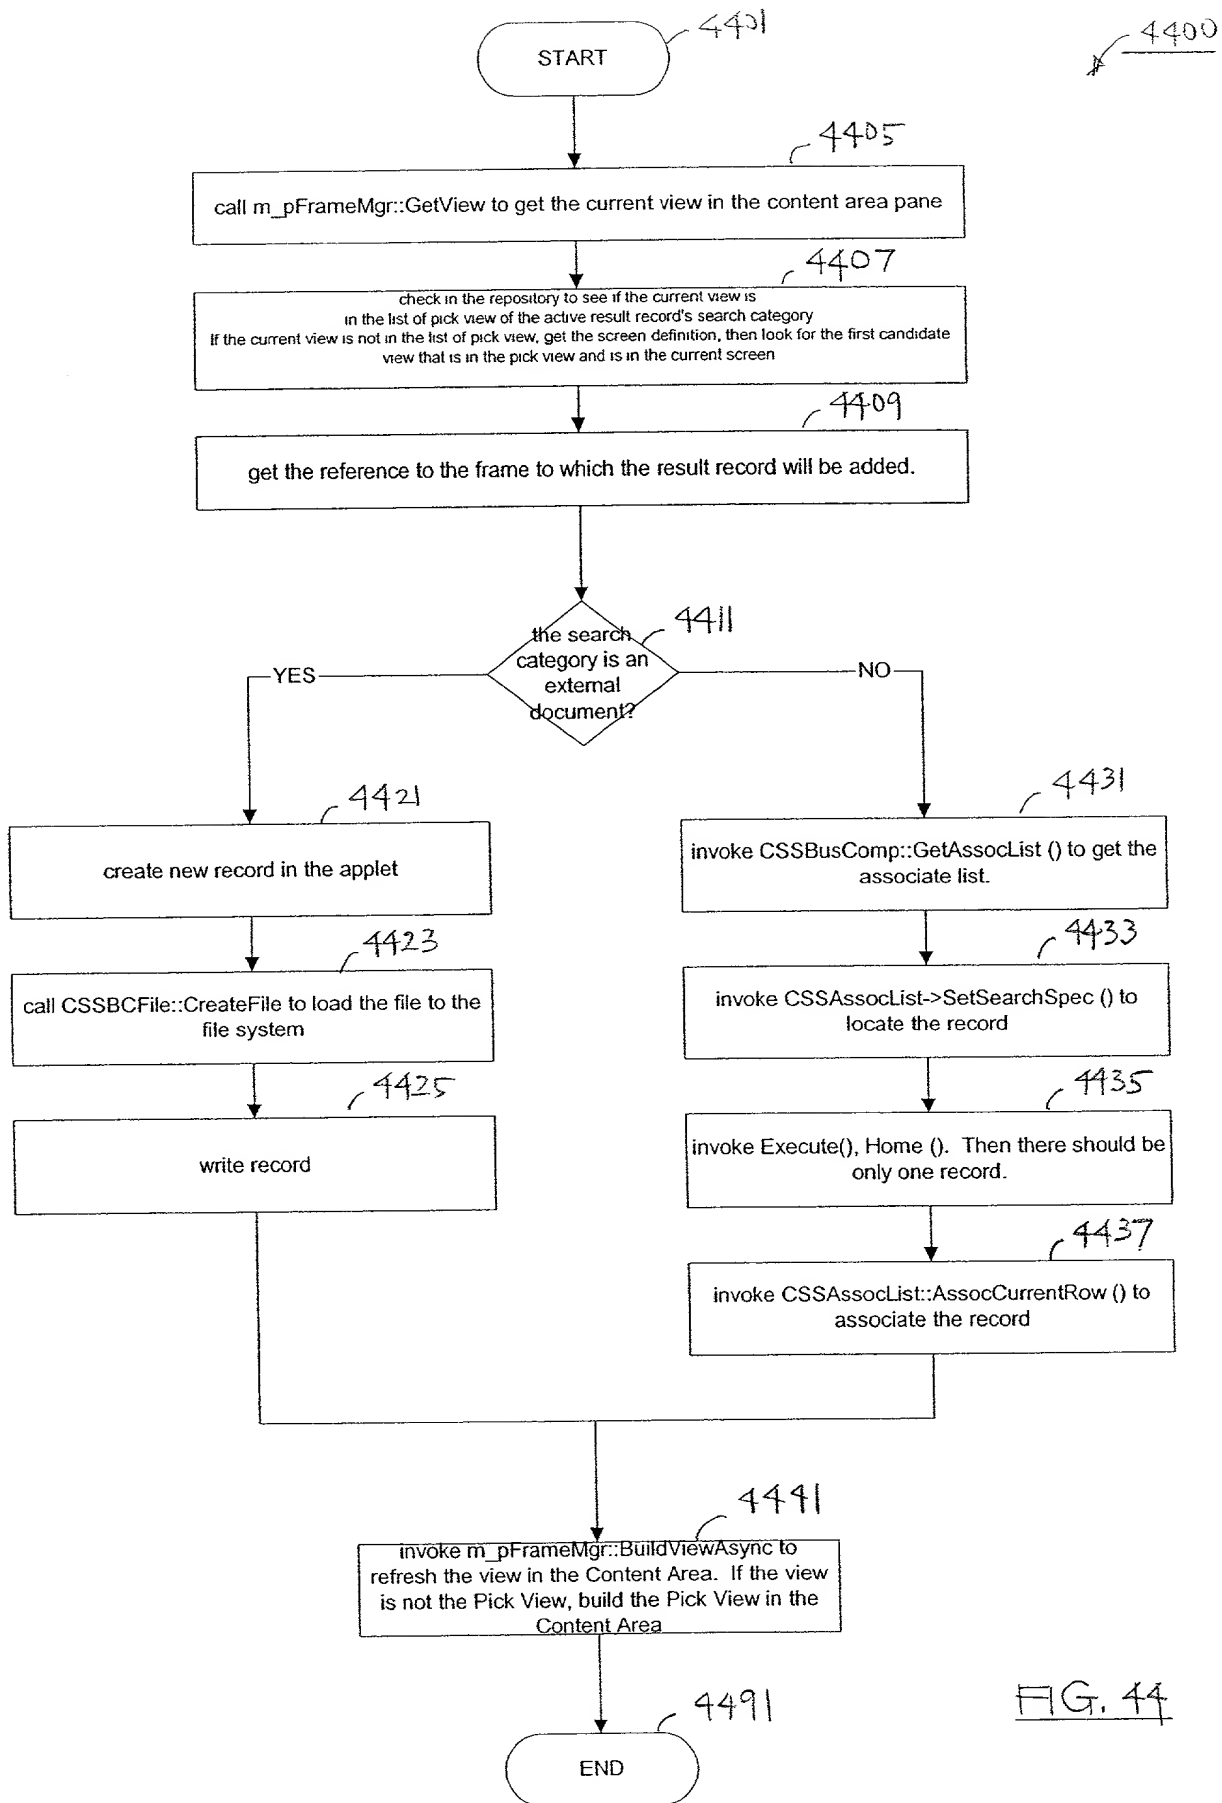 4401
START
4400
4405
call m_pFrameMgr::GetView to get the current view in the content area pane
4407
check in the repository to see if the current view is
in the list of pick view of the active result record's search category
If the current view is not in the list of pick view, get the screen definition, then look for the first candidate
view that is in the pick view and is in the current screen
4409
get the reference to the frame to which the result record will be added.
4411
the search
category is an
external
document?
YES
NO
4421
create new record in the applet
4423
call CSSBCFile::CreateFile to load the file to the
file system
4425
write record
4431
invoke CSSBusComp::GetAssocList () to get the
associate list.
4433
invoke CSSAssocList->SetSearchSpec () to
locate the record
4435
invoke Execute(), Home (). Then there should be
only one record.
4437
invoke CSSAssocList::AssocCurrentRow () to
associate the record
4441
invoke m_pFrameMgr::BuildViewAsync to
refresh the view in the Content Area. If the view
is not the Pick View, build the Pick View in the
Content Area
4491
END
FIG. 44